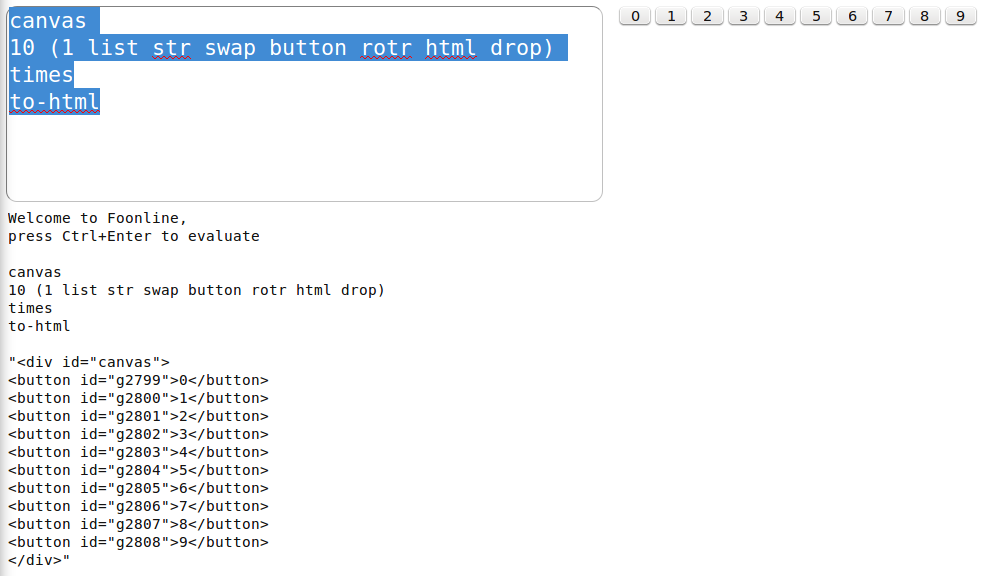 canvas
10 (1 list str swap button rotr html drop)
times
to-html
0 1 2 3 4 5 6 7 8 9
Welcome to Foonline,
press Ctrl+Enter to evaluate
canvas
10 (1 list str swap button rotr html drop)
times
to-html
"<div id="canvas">
<button id="g2799">0</button>
<button id="g2800">1</button>
<button id="g2801">2</button>
<button id="g2802">3</button>
<button id="g2803">4</button>
<button id="g2804">5</button>
<button id="g2805">6</button>
<button id="g2806">7</button>
<button id="g2807">8</button>
<button id="g2808">9</button>
</div>"